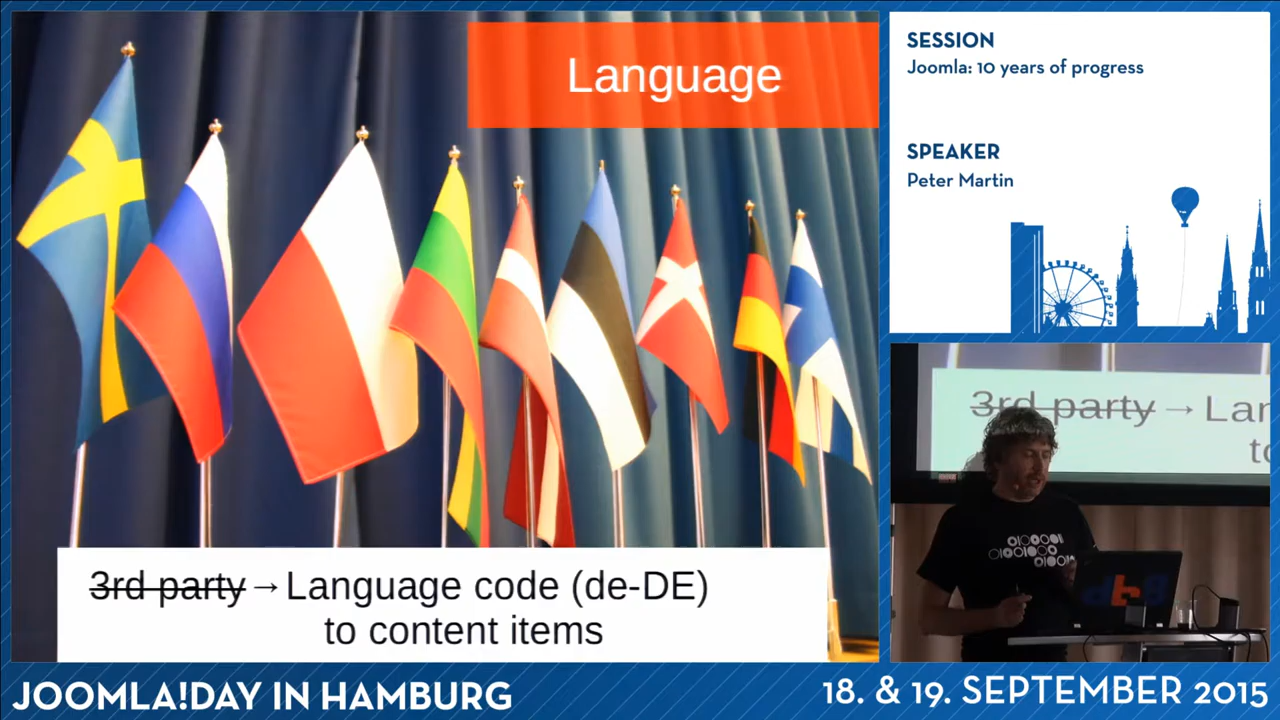 Language
3rd party → Language code (de-DE)
to content items
SESSION
Joomla: 10 years of progress
SPEAKER
Peter Martin
3rd party → Lan
to
db8
JOOMLA!DAY IN HAMBURG
18. & 19. SEPTEMBER 2015